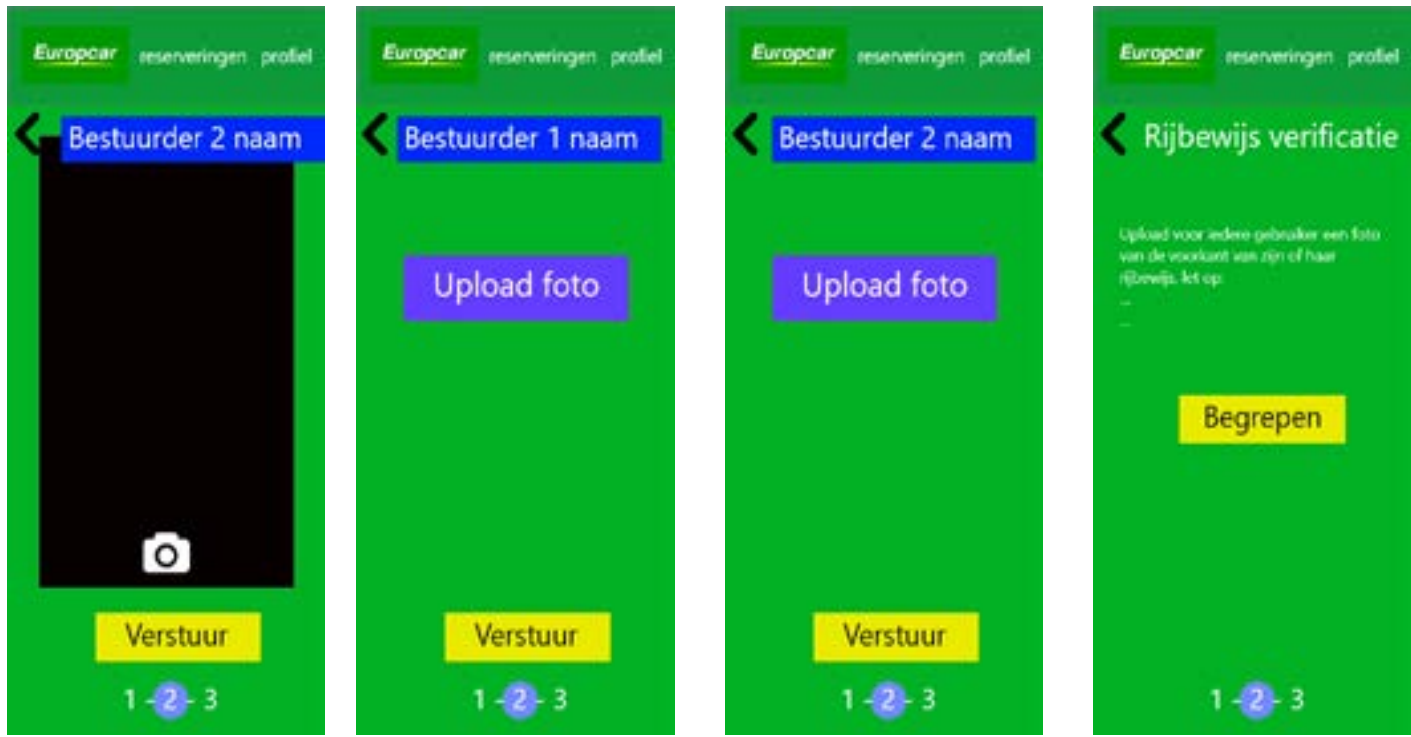 Europcar reserveringen profiel
Bestuurder 2 naam
Verstuur
1 - 2 - 3
Europcar reserveringen profiel
Bestuurder 1 naam
Upload foto
Verstuur
1 - 2 - 3
Europcar reserveringen profiel
Bestuurder 2 naam
Upload foto
Verstuur
1 - 2 - 3
Europcar reserveringen profiel
Rijbewijs verificatie
Upload voor iedere gebruiker een foto
van de voorkant van zijn of haar
rijbewijs. let op:
...
...
Begrepen
1 - 2 - 3